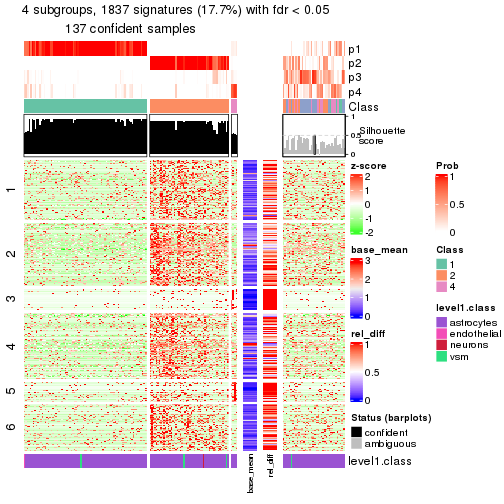 4 subgroups, 1837 signatures (17.7%) with fdr < 0.05
137 confident samples
p1
p2
p3
p4
Class
1
0.5
0
Silhouette
score
1
2
3
4
5
6
z-score
2
1
0
-1
-2
Prob
1
0.5
0
base_mean
3
2
1
0
Class
1
2
4
rel_diff
1
0.5
0
level1.class
astrocytes
endothelial
neurons
vsm
Status (barplots)
confident
ambiguous
level1.class
base_mean
rel_diff